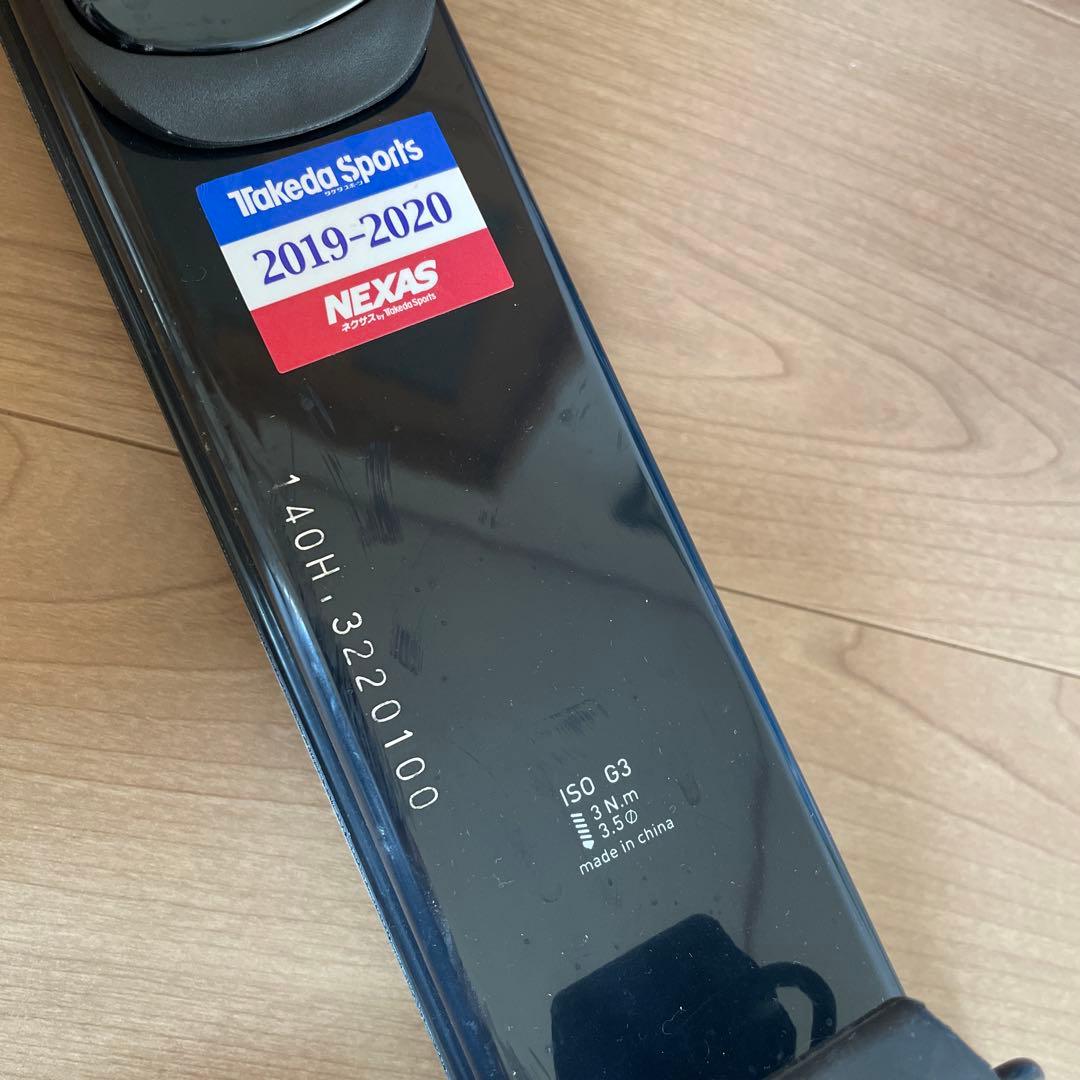 Takeda Sports
タケダスポーツ
2019-2020
NEXAS
ネクサス by Takeda Sports
140H,3220100
ISO G3
3 N.m
3.5∅
made in china